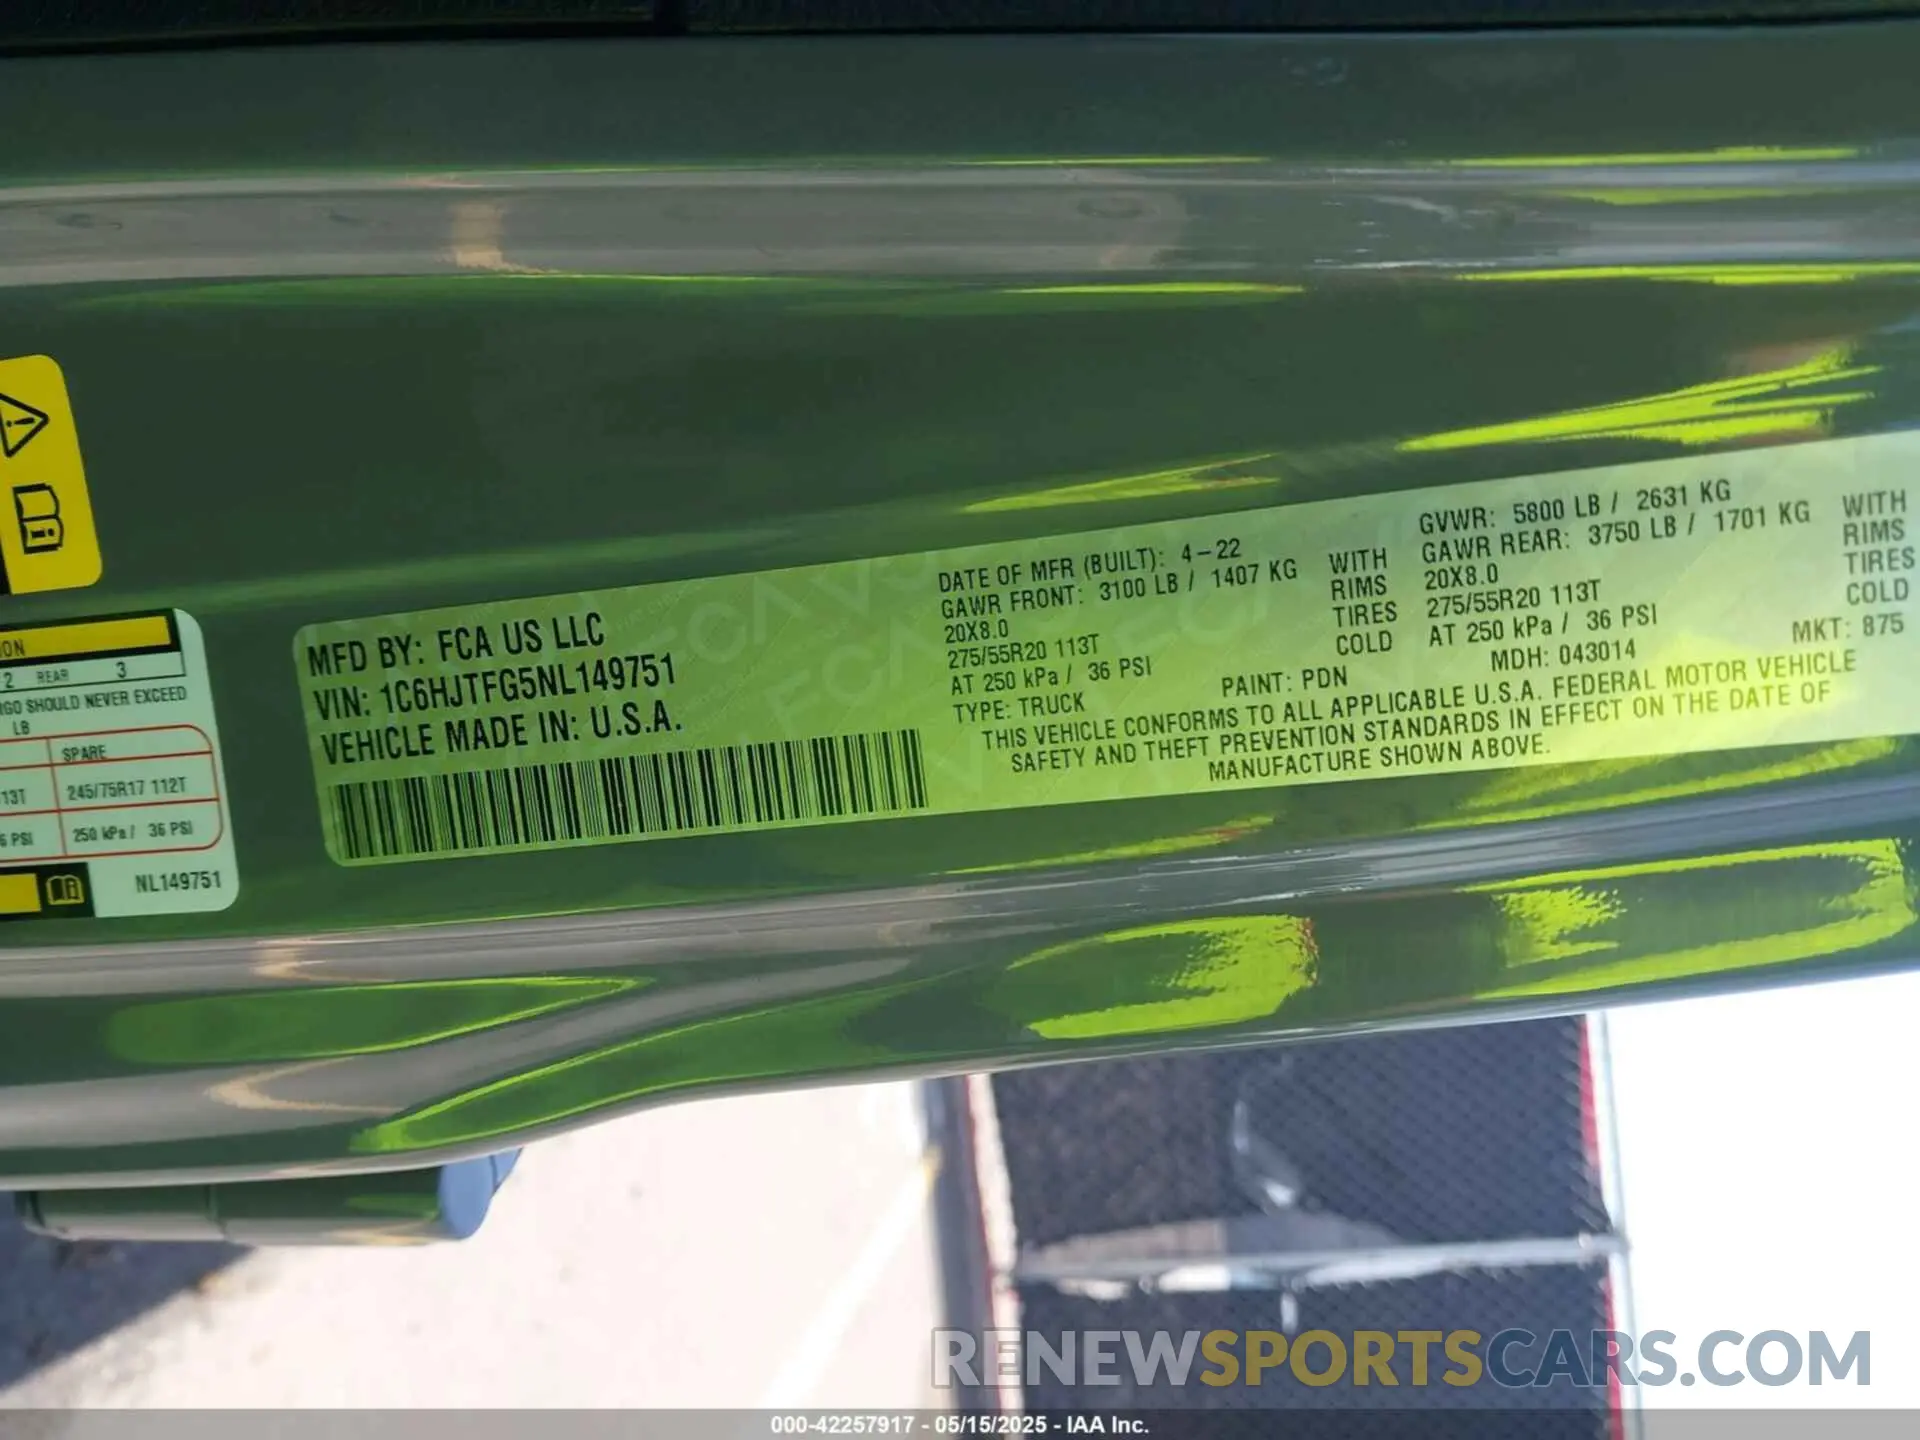 ION
2 REAR 3
RGO SHOULD NEVER EXCEED
LB
SPARE
13T 245/75R17 112T
6 PSI 250 kPa / 36 PSI
NL149751
MFD BY: FCA US LLC
VIN: 1C6HJTFG5NL149751
VEHICLE MADE IN: U.S.A.
DATE OF MFR (BUILT): 4-22
GAWR FRONT: 3100 LB / 1407 KG WITH
20X8.0 RIMS
275/55R20 113T TIRES
AT 250 kPa / 36 PSI COLD
TYPE: TRUCK
GVWR: 5800 LB / 2631 KG
GAWR REAR: 3750 LB / 1701 KG WITH
20X8.0 RIMS
275/55R20 113T TIRES
AT 250 kPa / 36 PSI COLD
PAINT: PDN MDH: 043014 MKT: 875
THIS VEHICLE CONFORMS TO ALL APPLICABLE U.S.A. FEDERAL MOTOR VEHICLE
SAFETY AND THEFT PREVENTION STANDARDS IN EFFECT ON THE DATE OF
MANUFACTURE SHOWN ABOVE.
RENEWSPORTSCARS.COM
000-42257917 - 05/15/2025 - IAA Inc.